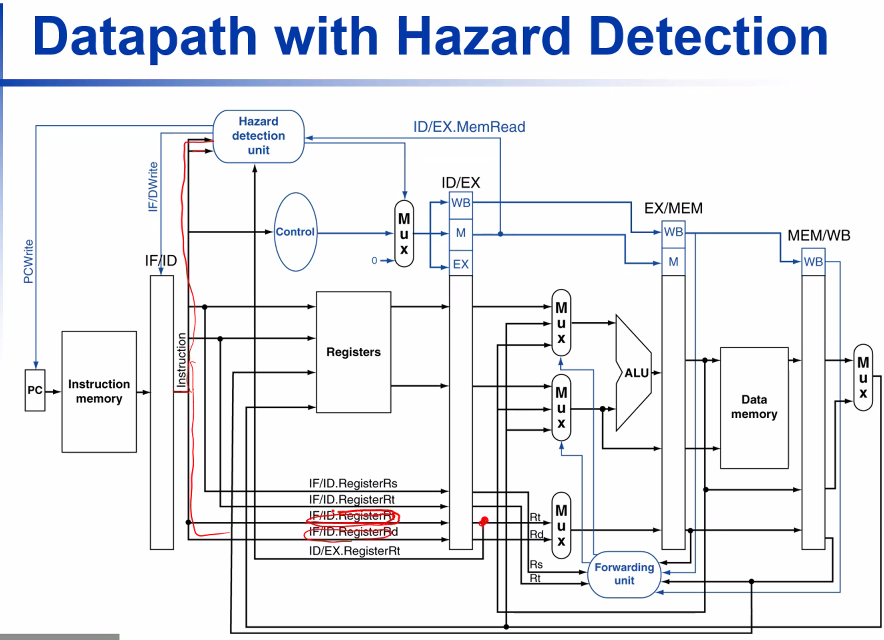 Datapath with Hazard Detection
Hazard
detection
unit
ID/EX.MemRead
IF/DWrite
PCWrite
ID/EX
WB
M
EX
Control
M
u
x
0
EX/MEM
WB
M
MEM/WB
WB
IF/ID
PC
Instruction
memory
Instruction
Registers
M
u
x
M
u
x
ALU
Data
memory
M
u
x
IF/ID.RegisterRs
IF/ID.RegisterRt
IF/ID.RegisterRt
IF/ID.RegisterRd
ID/EX.RegisterRt
Rt
Rd
M
u
x
Rs
Rt
Forwarding
unit